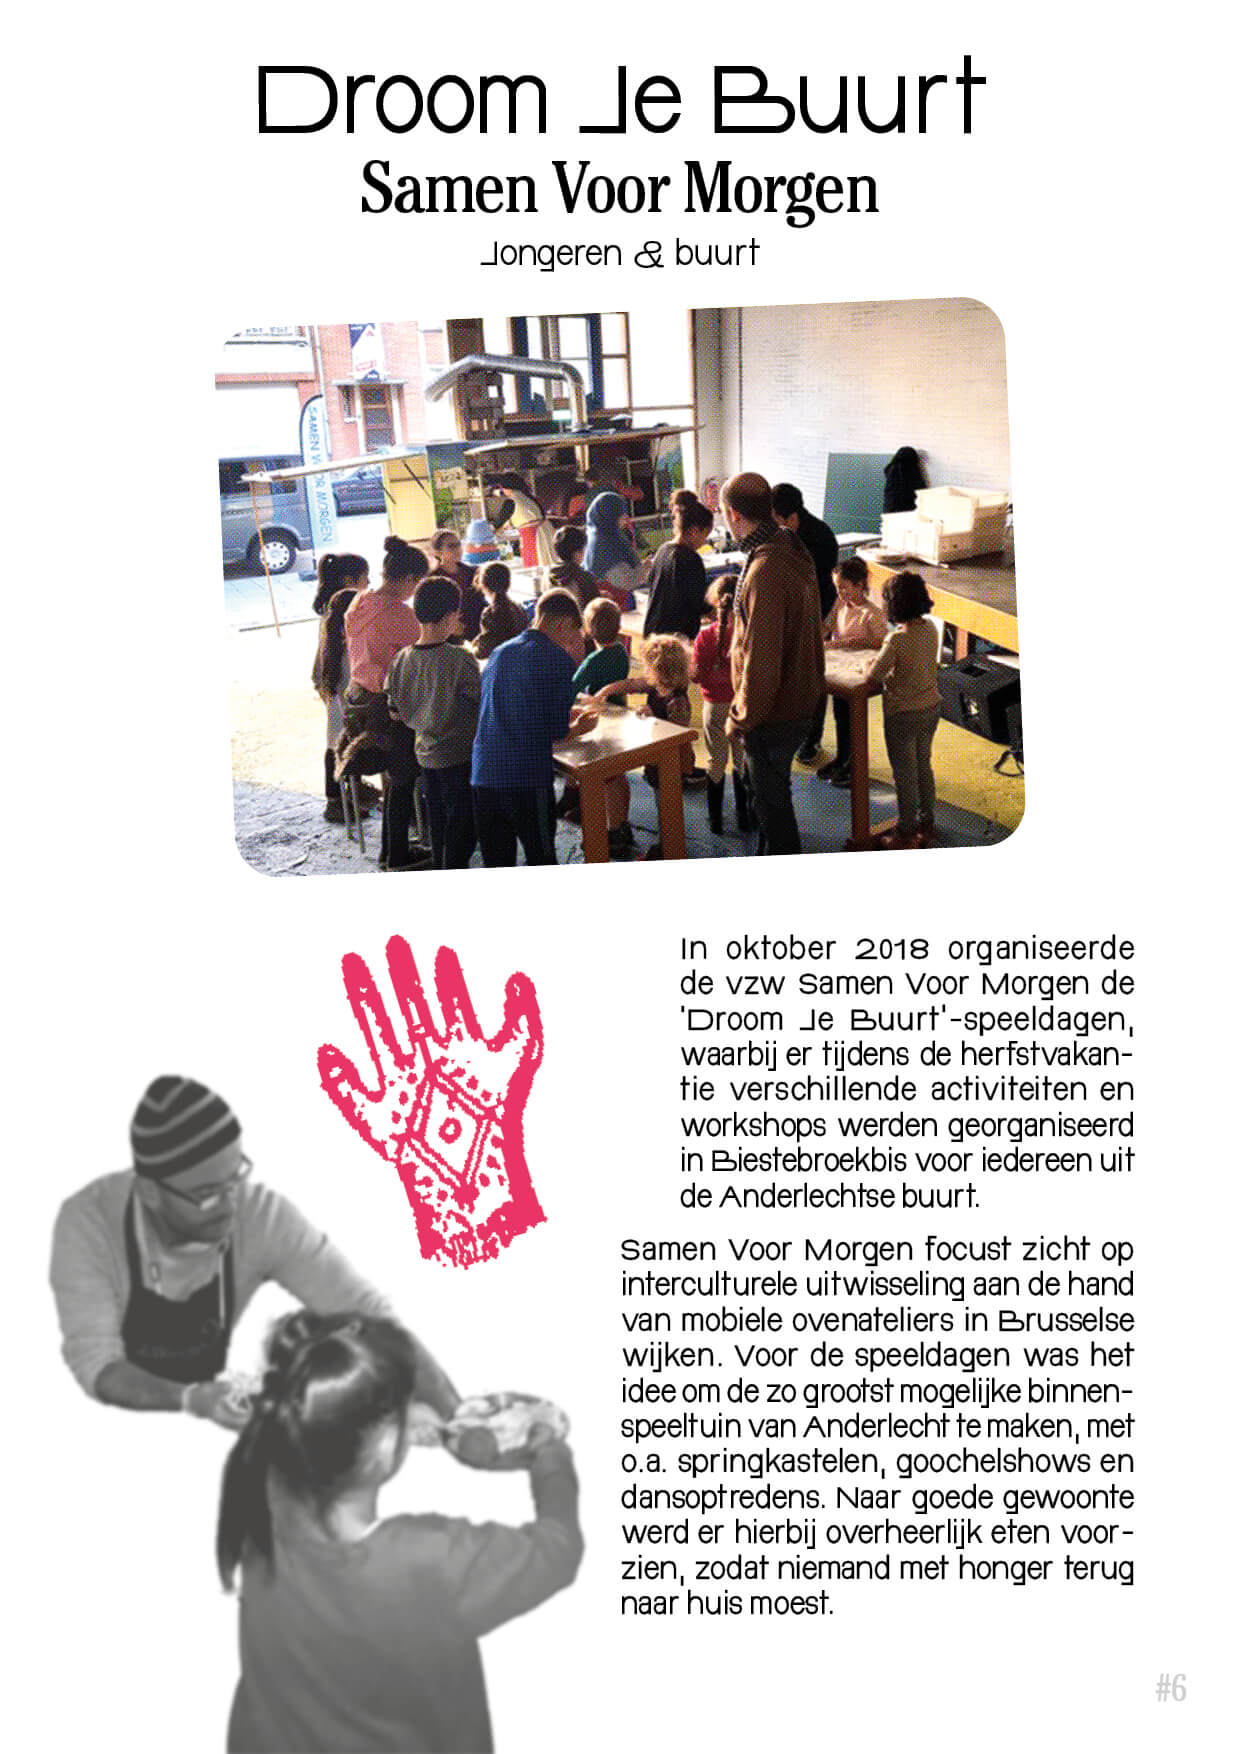 Droom Je Buurt
Samen Voor Morgen
Jongeren & buurt
SAMEN VOOR MORGEN
In oktober 2018 organiseerde
de vzw Samen Voor Morgen de
'Droom Je Buurt'-speeldagen,
waarbij er tijdens de herfstvakan-
tie verschillende activiteiten en
workshops werden georganiseerd
in Biestebroekbis voor iedereen uit
de Anderlechtse buurt.
Samen Voor Morgen focust zicht op
interculturele uitwisseling aan de hand
van mobiele ovenateliers in Brusselse
wijken. Voor de speeldagen was het
idee om de zo grootst mogelijke binnen-
speeltuin van Anderlecht te maken, met
o.a. springkastelen, goochelshows en
dansoptredens. Naar goede gewoonte
werd er hierbij overheerlijk eten voor-
zien, zodat niemand met honger terug
naar huis moest.
#6